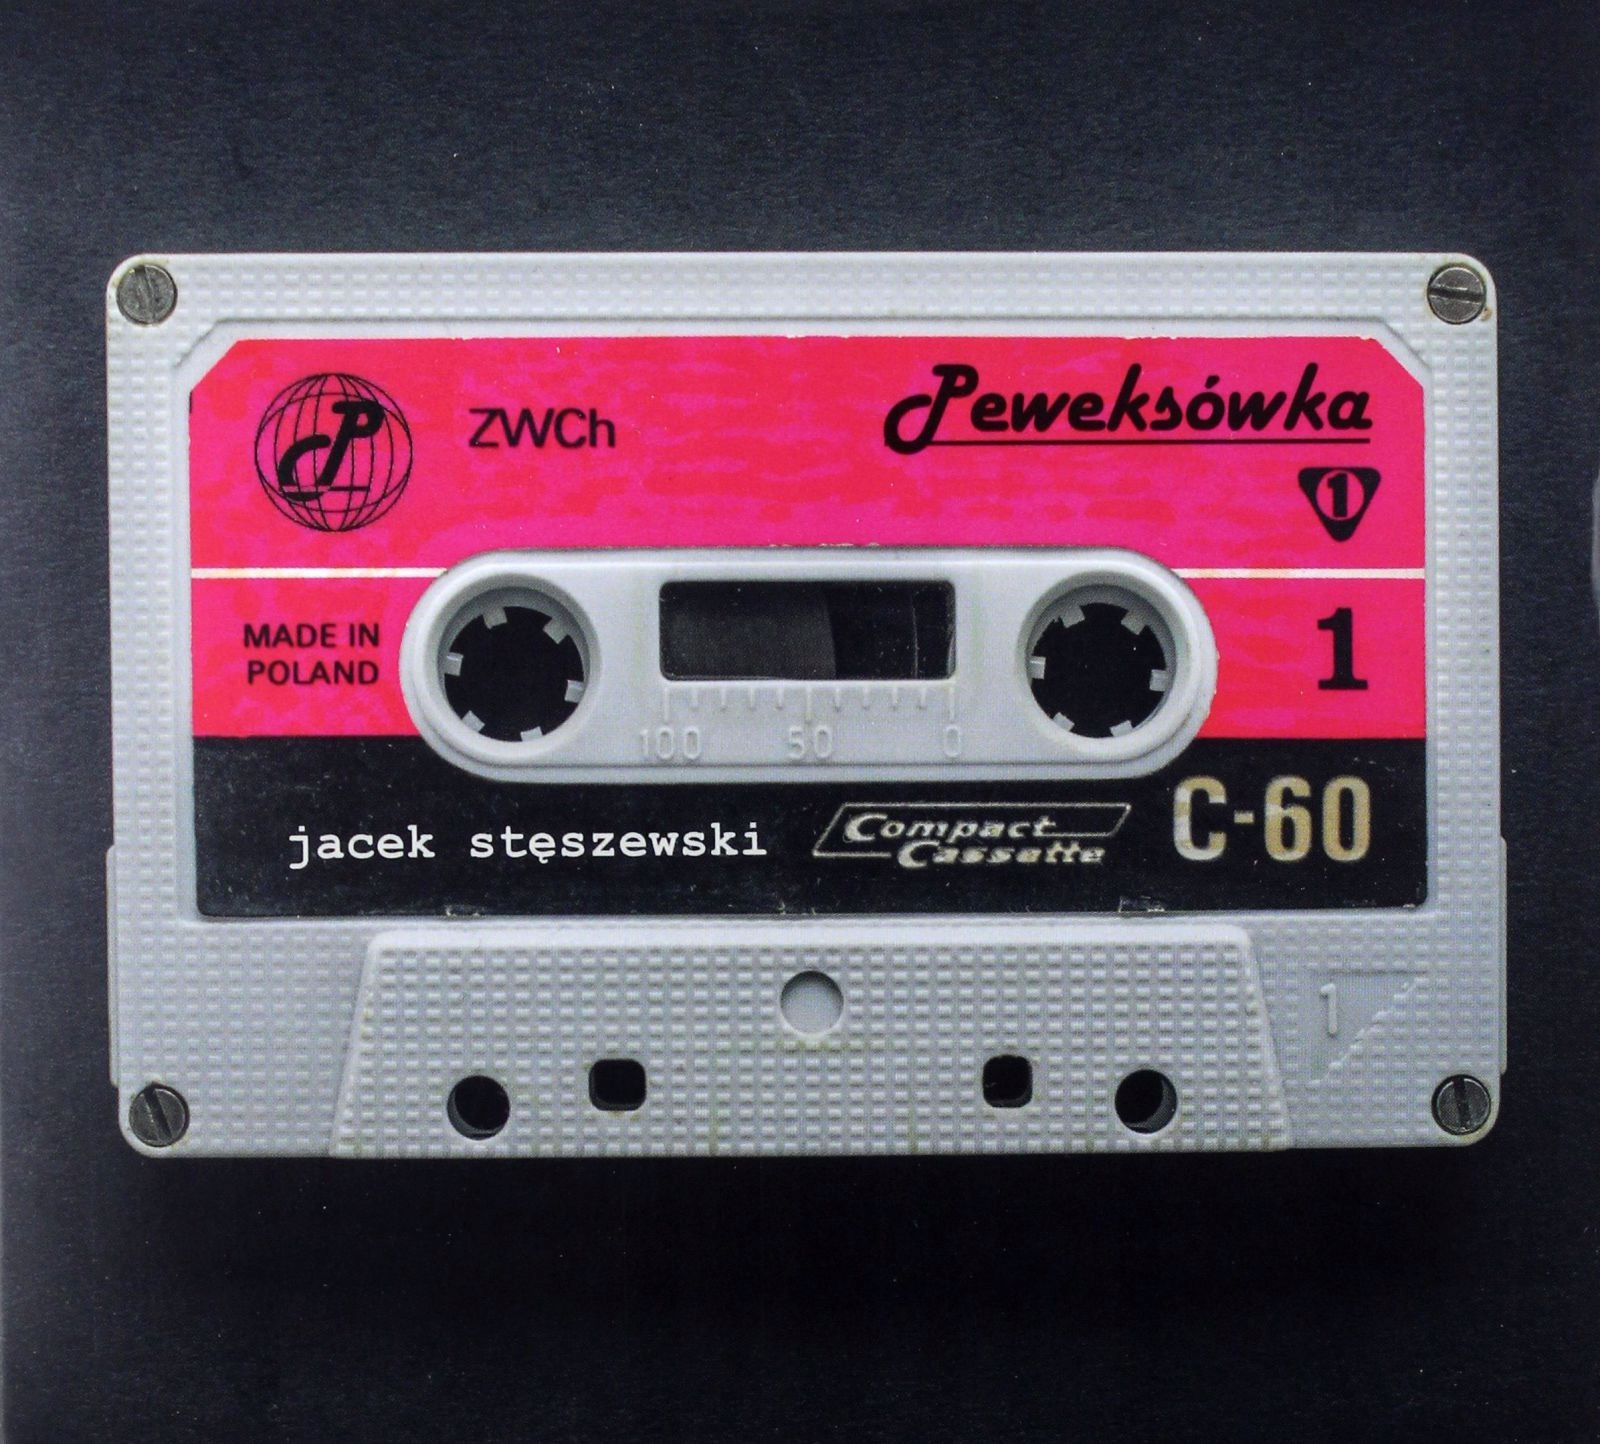 P
ZWCh
Peweksówka
1
MADE IN
POLAND
1
100 50 0
jacek stęszewski
Compact
Cassette
C-60
1